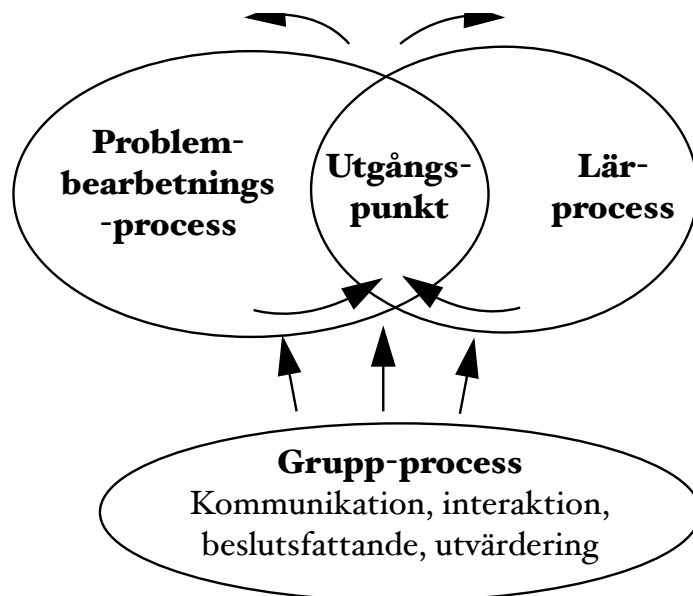 Problem-
bearbetnings
-process
Utgångs-
punkt
Lär-
process
Grupp-process
Kommunikation, interaktion,
beslutsfattande, utvärdering